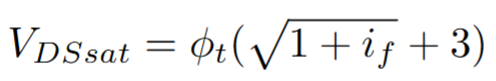 $V_{DSsat} = \phi_t(\sqrt{1 + i_f} + 3)$